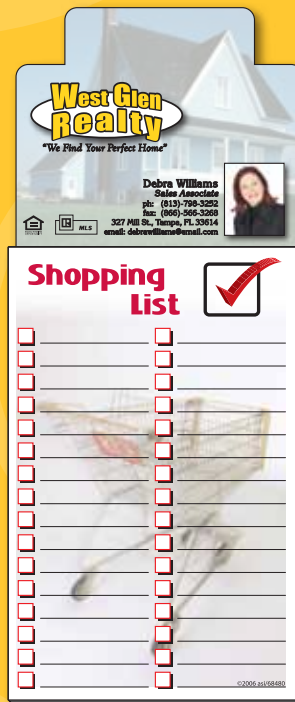 West Glen
Realty
"We Find Your Perfect Home"
Debra Williams
Sales Associate
ph: (813)-798-3252
fax: (866)-566-3268
327 Mill St., Tampa, FL 33614
email: debrawilliams@email.com
R MLS
Shopping
List
©2006 asi/68480